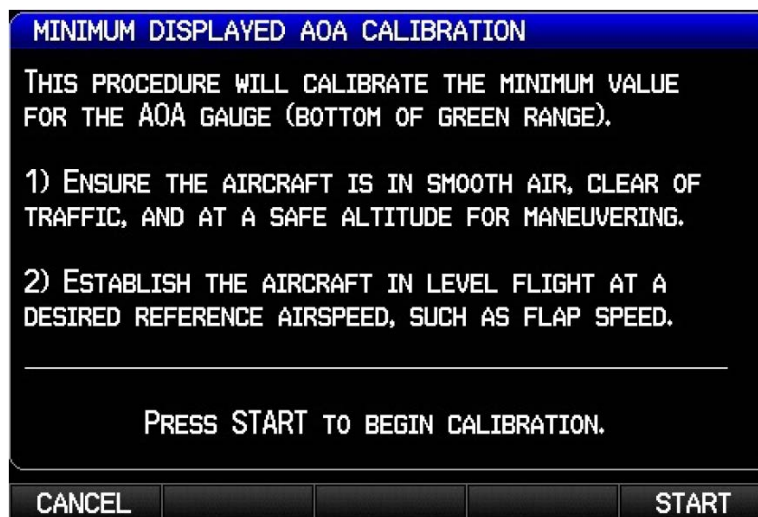 MINIMUM DISPLAYED AOA CALIBRATION
THIS PROCEDURE WILL CALIBRATE THE MINIMUM VALUE
FOR THE AOA GAUGE (BOTTOM OF GREEN RANGE).
1) ENSURE THE AIRCRAFT IS IN SMOOTH AIR, CLEAR OF
TRAFFIC, AND AT A SAFE ALTITUDE FOR MANEUVERING.
2) ESTABLISH THE AIRCRAFT IN LEVEL FLIGHT AT A
DESIRED REFERENCE AIRSPEED, SUCH AS FLAP SPEED.
PRESS START TO BEGIN CALIBRATION.
CANCEL START